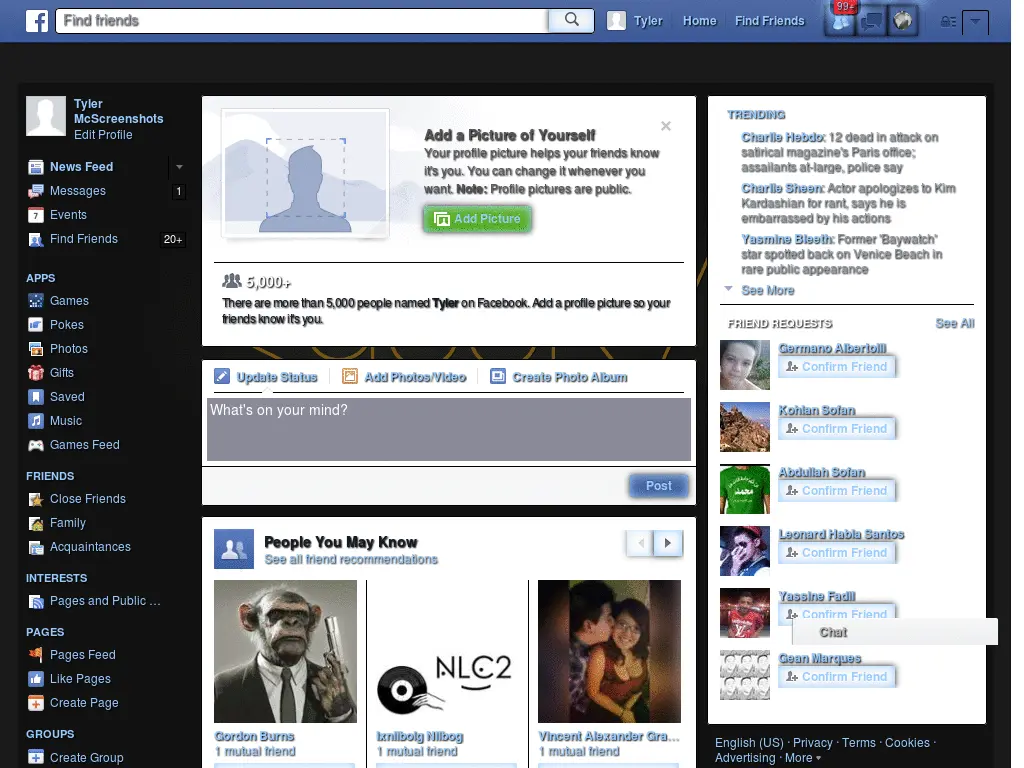 Find friends
Tyler
Home
Find Friends
99+
Tyler
McScreenshots
Edit Profile
News Feed
Messages
1
7
Events
Find Friends
20+
APPS
Games
Pokes
Photos
Gifts
Saved
Music
Games Feed
FRIENDS
Close Friends
Family
Acquaintances
INTERESTS
Pages and Public ...
PAGES
Pages Feed
Like Pages
Create Page
GROUPS
Create Group
Add a Picture of Yourself
Your profile picture helps your friends know
it's you. You can change it whenever you
want. Note: Profile pictures are public.
Add Picture
5,000+
There are more than 5,000 people named Tyler on Facebook. Add a profile picture so your
friends know it's you.
Update Status
Add Photos/Video
Create Photo Album
What's on your mind?
Post
People You May Know
See all friend recommendations
NLC2
Gordon Burns
1 mutual friend
Ixnilbolg Nilbog
1 mutual friend
Vincent Alexander Gra...
1 mutual friend
TRENDING
Charlie Hebdo: 12 dead in attack on
satirical magazine's Paris office;
assailants at-large, police say
Charlie Sheen: Actor apologizes to Kim
Kardashian for rant, says he is
embarrassed by his actions
Yasmine Bleeth: Former 'Baywatch'
star spotted back on Venice Beach in
rare public appearance
See More
FRIEND REQUESTS
See All
Germano Albertolli
Confirm Friend
Kohlan Sofan
Confirm Friend
Abdullah Sofan
Confirm Friend
محمد
Leonard Habla Santos
Confirm Friend
Yassine Fadil
Confirm Friend
Chat
Gean Marques
Confirm Friend
English (US) · Privacy · Terms · Cookies ·
Advertising · More